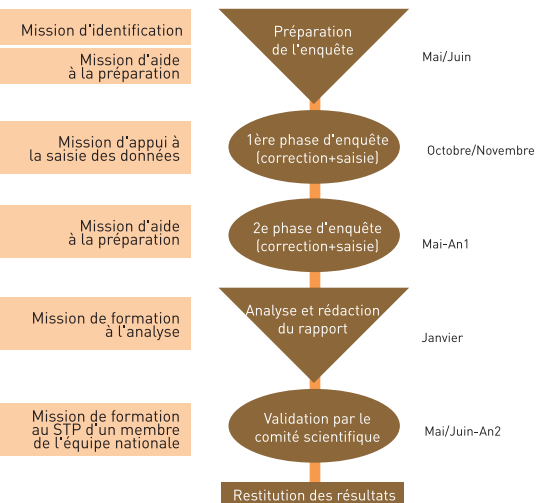 Mission d'identification
Mission d'aide
à la préparation
Préparation
de l'enquête
Mai/Juin
Mission d'appui à
la saisie des données
1ère phase d'enquête
(correction+saisie)
Octobre/Novembre
Mission d'aide
à la préparation
2e phase d'enquête
(correction+saisie)
Mai-An1
Mission de formation
à l'analyse
Analyse et rédaction
du rapport
Janvier
Mission de formation
au STP d'un membre
de l'équipe nationale
Validation par le
comité scientifique
Mai/Juin-An2
Restitution des résultats